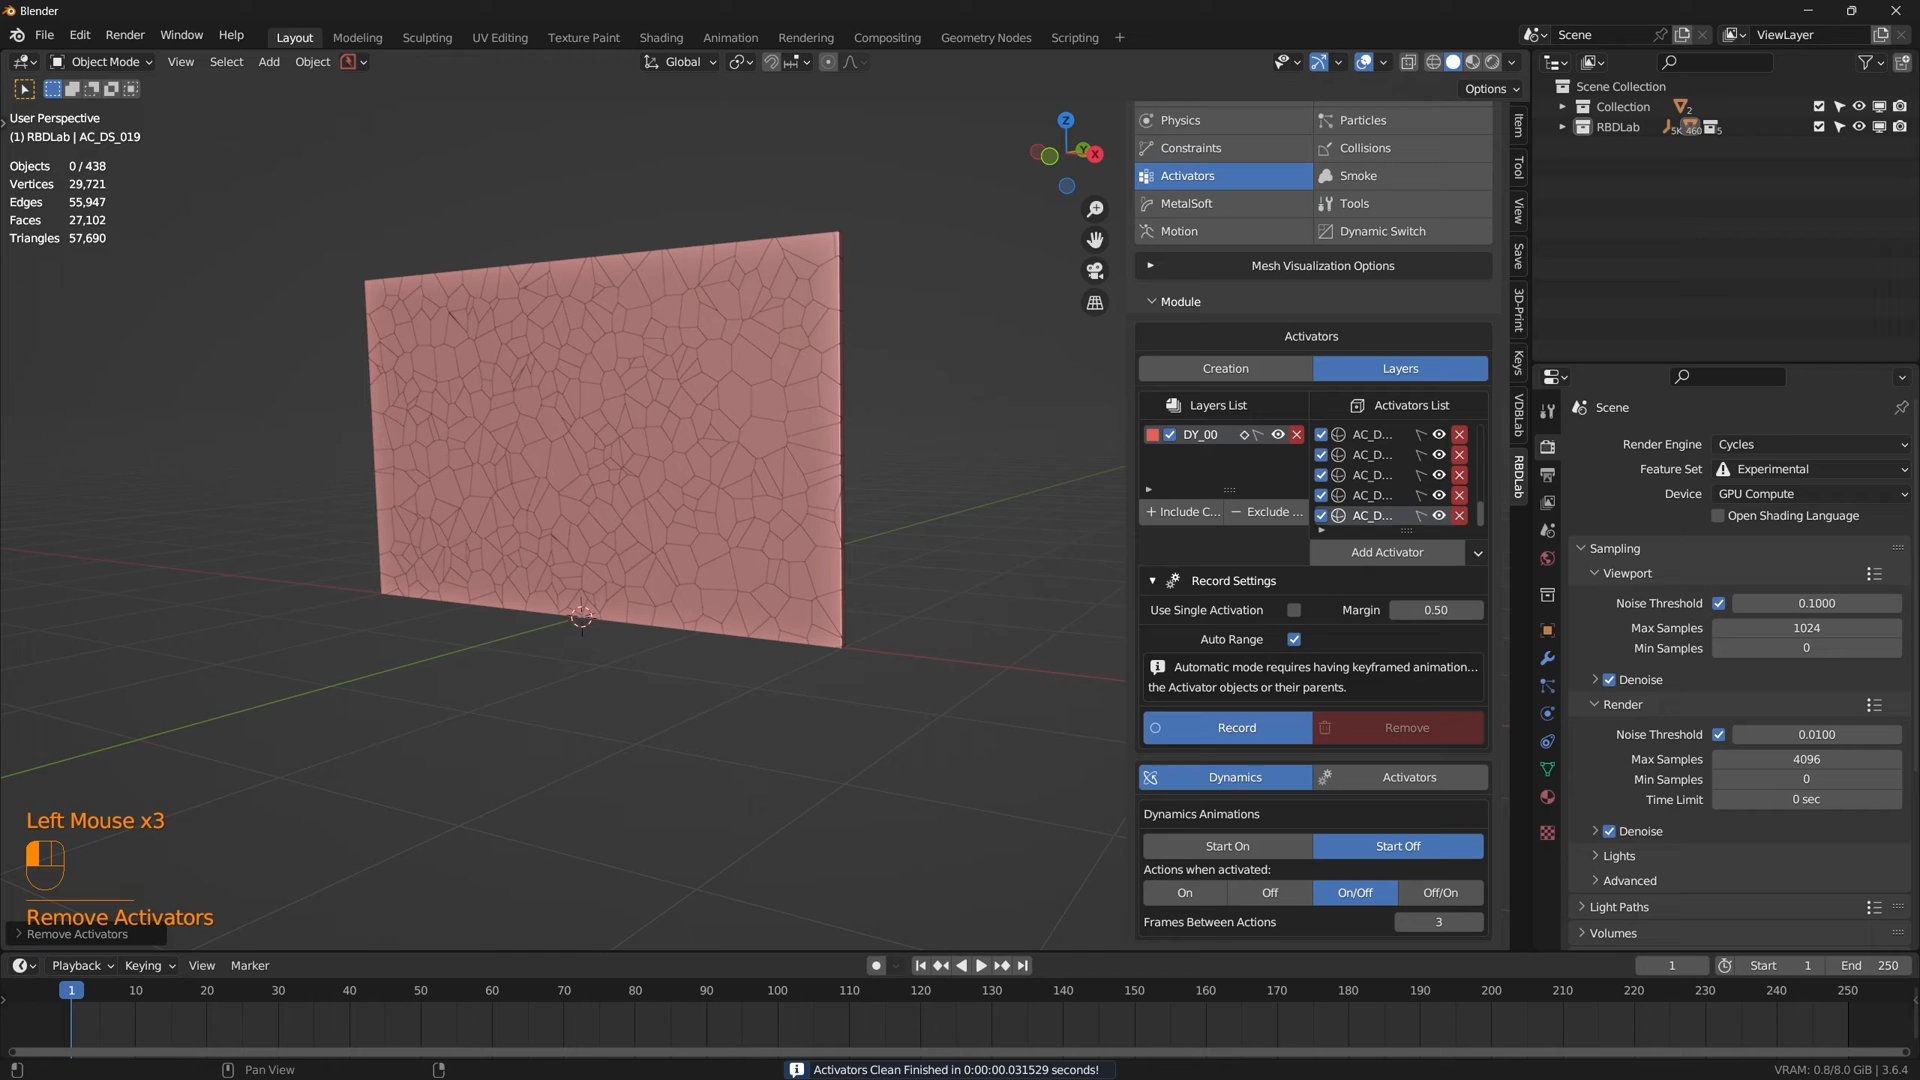 Blender
File Edit Render Window Help
Layout Modeling Sculpting UV Editing Texture Paint Shading Animation Rendering Compositing Geometry Nodes Scripting +
Scene
ViewLayer
Object Mode View Select Add Object
Global
Options
User Perspective
(1) RBDLab | AC_DS_019
Objects 0 / 438
Vertices 29,721
Edges 55,947
Faces 27,102
Triangles 57,690
Z
Y
X
Physics Particles
Constraints Collisions
Activators Smoke
MetalSoft Tools
Motion Dynamic Switch
Mesh Visualization Options
Module
Activators
Creation Layers
Layers List Activators List
DY_00 AC_D...
AC_D...
AC_D...
AC_D...
AC_D...
+ Include C... − Exclude ...
Add Activator
Record Settings
Use Single Activation Margin 0.50
Auto Range
Automatic mode requires having keyframed animation...
the Activator objects or their parents.
Record Remove
Dynamics Activators
Dynamics Animations
Start On Start Off
Actions when activated:
On Off On/Off Off/On
Frames Between Actions 3
Item
Tool
View
Save
3D-Print
Keys
VDBLab
RBDLab
Scene Collection
Collection 2
RBDLab 5K 460 5
Scene
Render Engine Cycles
Feature Set Experimental
Device GPU Compute
Open Shading Language
Sampling
Viewport
Noise Threshold 0.1000
Max Samples 1024
Min Samples 0
Denoise
Render
Noise Threshold 0.0100
Max Samples 4096
Min Samples 0
Time Limit 0 sec
Denoise
Lights
Advanced
Light Paths
Volumes
Left Mouse x3
Remove Activators
Remove Activators
Playback Keying View Marker
1 Start 1 End 250
1 10 20 30 40 50 60 70 80 90 100 110 120 130 140 150 160 170 180 190 200 210 220 230 240 250
Pan View
Activators Clean Finished in 0:00:00.031529 seconds!
VRAM: 0.8/8.0 GiB | 3.6.4